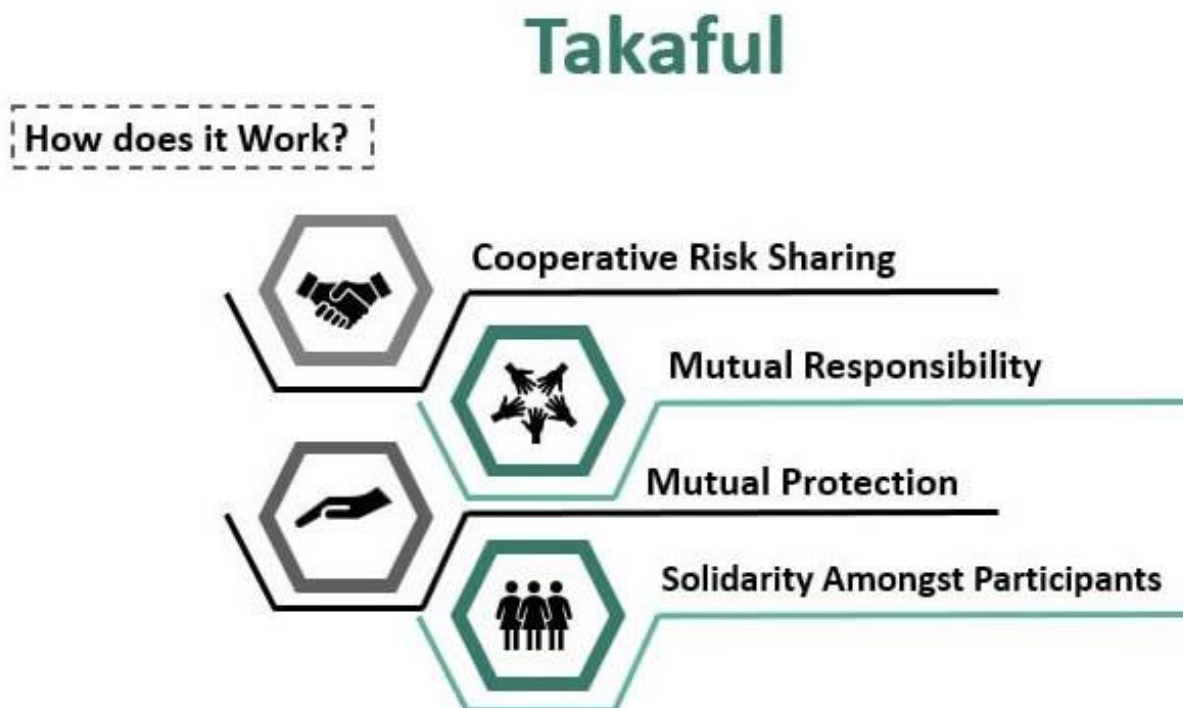 Takaful
How does it Work?
Cooperative Risk Sharing
Mutual Responsibility
Mutual Protection
Solidarity Amongst Participants